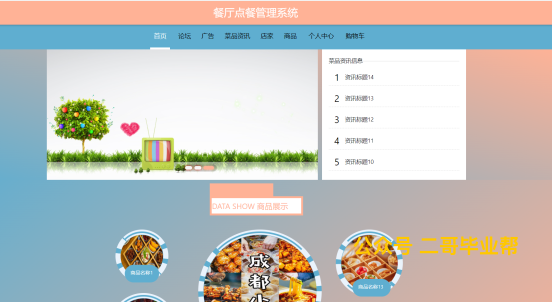 餐厅点餐管理系统
首页 论坛 广告 菜品资讯 店家 商品 个人中心 购物车
菜品资讯信息
1 资讯标题14
2 资讯标题13
3 资讯标题12
4 资讯标题11
5 资讯标题10
DATA SHOW 商品展示
公众号 二哥毕业帮
成都小
商品名称1
商品名称13